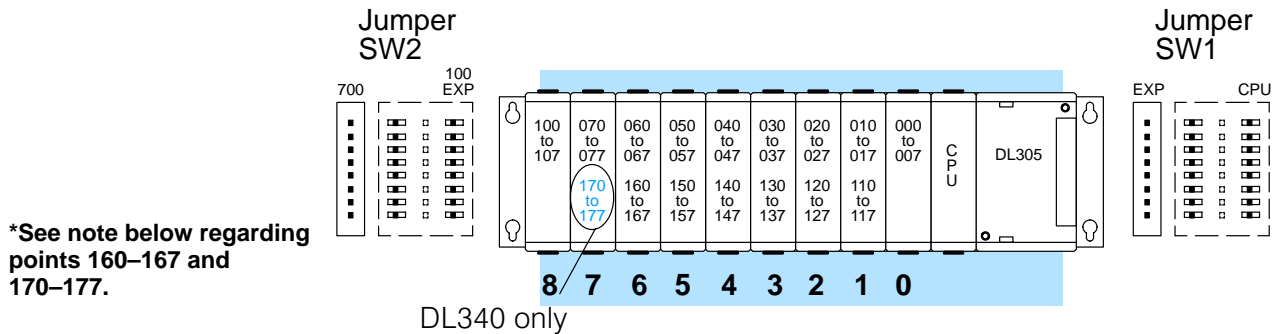 Jumper
SW2
Jumper
SW1
700
100
EXP
EXP
CPU
100
to
107
070
to
077
060
to
067
050
to
057
040
to
047
030
to
037
020
to
027
010
to
017
000
to
007
C
P
U
DL305
170
to
177
160
to
167
150
to
157
140
to
147
130
to
137
120
to
127
110
to
117
*See note below regarding
points 160–167 and
170–177.
8 7 6 5 4 3 2 1 0
DL340 only